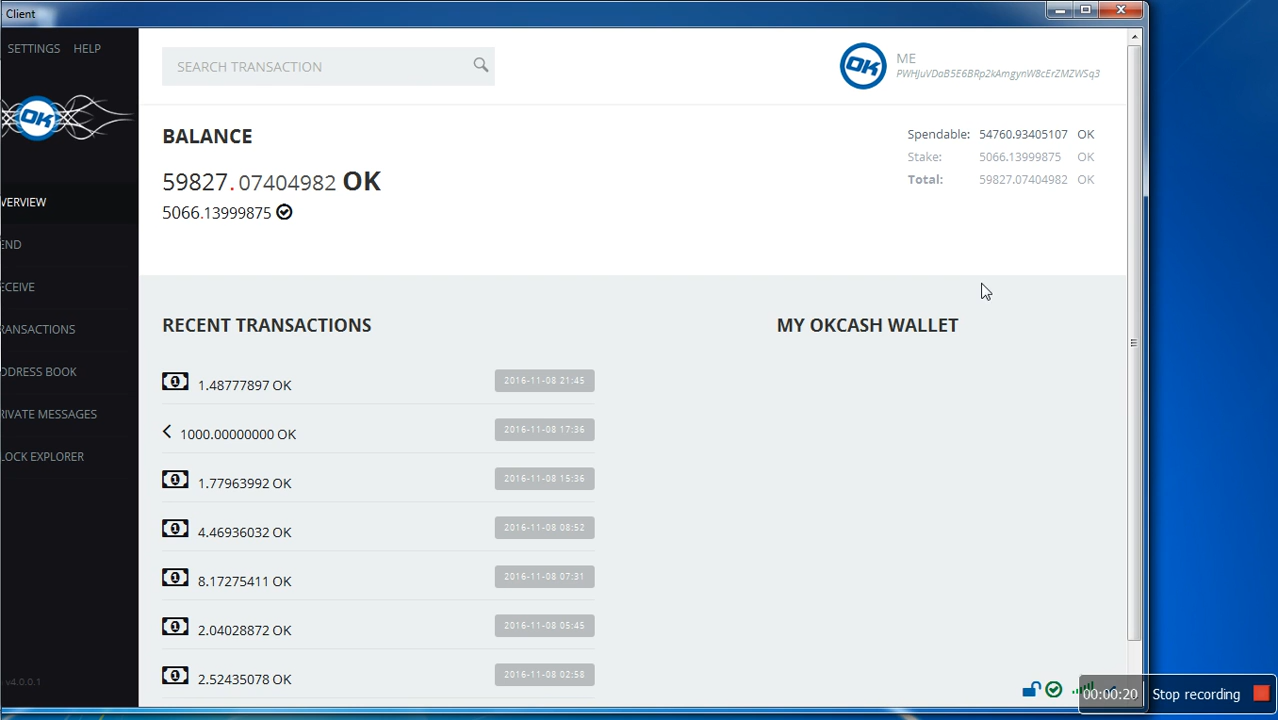 Client
SETTINGS HELP
OK
VERVIEW
END
ECEIVE
RANSACTIONS
DDRESS BOOK
RIVATE MESSAGES
LOCK EXPLORER
v4.0.0.1
SEARCH TRANSACTION
OK
ME
PWHJuVDaB5E6BRp2kAmgynW8cErZMZWSq3
BALANCE
59827.07404982 OK
5066.13999875
Spendable: 54760.93405107 OK
Stake: 5066.13999875 OK
Total: 59827.07404982 OK
RECENT TRANSACTIONS
1.48777897 OK 2016-11-08 21:45
1000.00000000 OK 2016-11-08 17:36
1.77963992 OK 2016-11-08 15:36
4.46936032 OK 2016-11-08 08:52
8.17275411 OK 2016-11-08 07:31
2.04028872 OK 2016-11-08 05:45
2.52435078 OK 2016-11-08 02:58
MY OKCASH WALLET
00:00:20 Stop recording